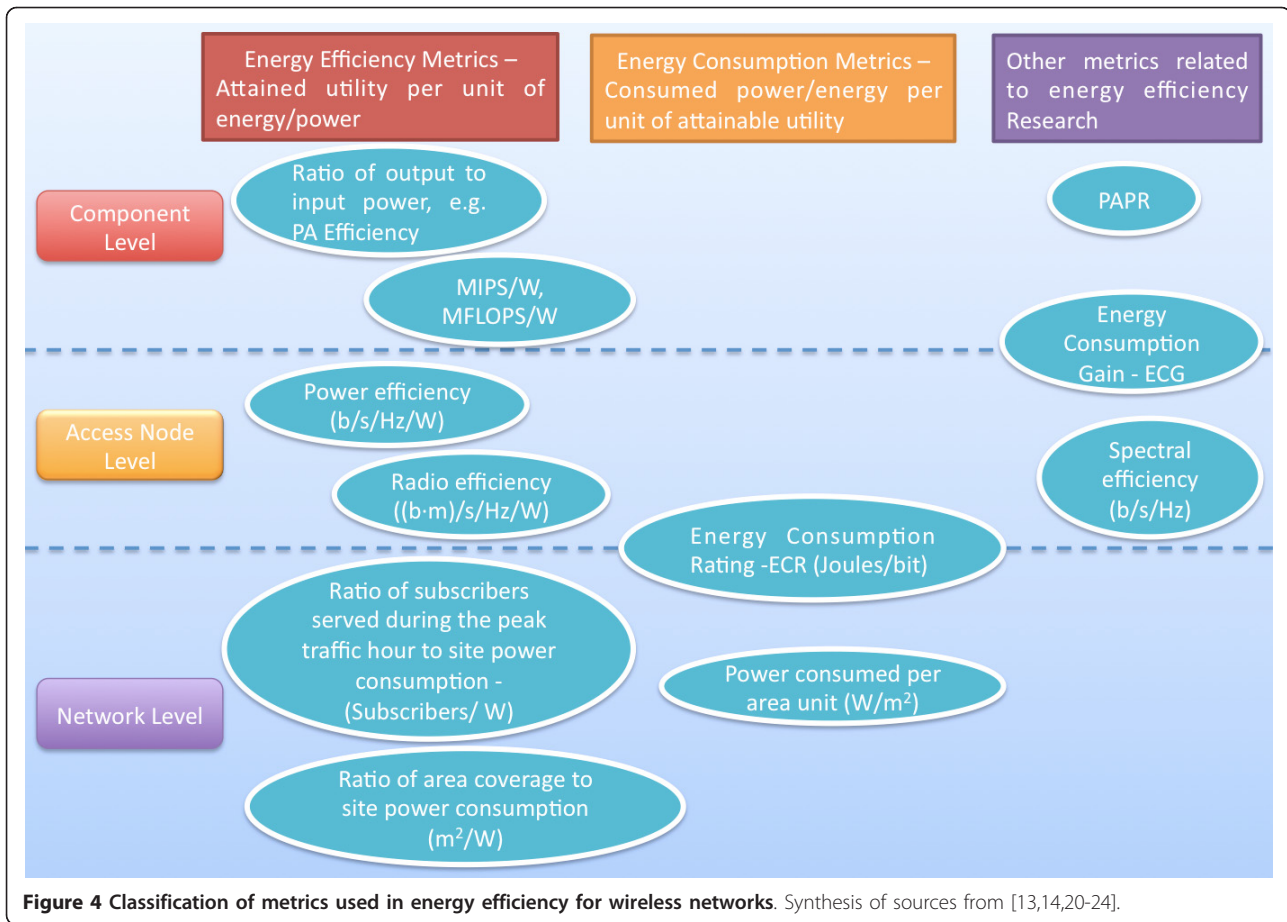 Energy Efficiency Metrics –
Attained utility per unit of
energy/power
Energy Consumption Metrics –
Consumed power/energy per
unit of attainable utility
Other metrics related
to energy efficiency
Research
Component
Level
Ratio of output to
input power, e.g.
PA Efficiency
MIPS/W,
MFLOPS/W
PAPR
Energy
Consumption
Gain - ECG
Access Node
Level
Power efficiency
(b/s/Hz/W)
Radio efficiency
((b·m)/s/Hz/W)
Spectral
efficiency
(b/s/Hz)
Energy Consumption
Rating -ECR (Joules/bit)
Network Level
Ratio of subscribers
served during the peak
traffic hour to site power
consumption -
(Subscribers/ W)
Power consumed per
area unit (W/m²)
Ratio of area coverage to
site power consumption
(m²/W)
Figure 4 Classification of metrics used in energy efficiency for wireless networks. Synthesis of sources from [13,14,20-24].